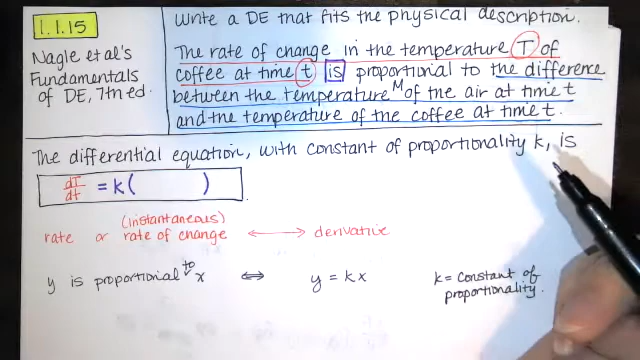 1.1.15
Nagle et al's
Fundamentals
of DE, 7th ed.
Write a DE that fits the physical description.
The rate of change in the temperature T of
coffee at time t is proportional to the difference
between the temperature M of the air at time t
and the temperature of the coffee at time t.
The differential equation, with constant of proportionality k, is
dT/dt = k( )
rate or (instantaneous) rate of change ⟷ derivative
y is proportional to x ⟺ y = kx
k = constant of
proportionality.